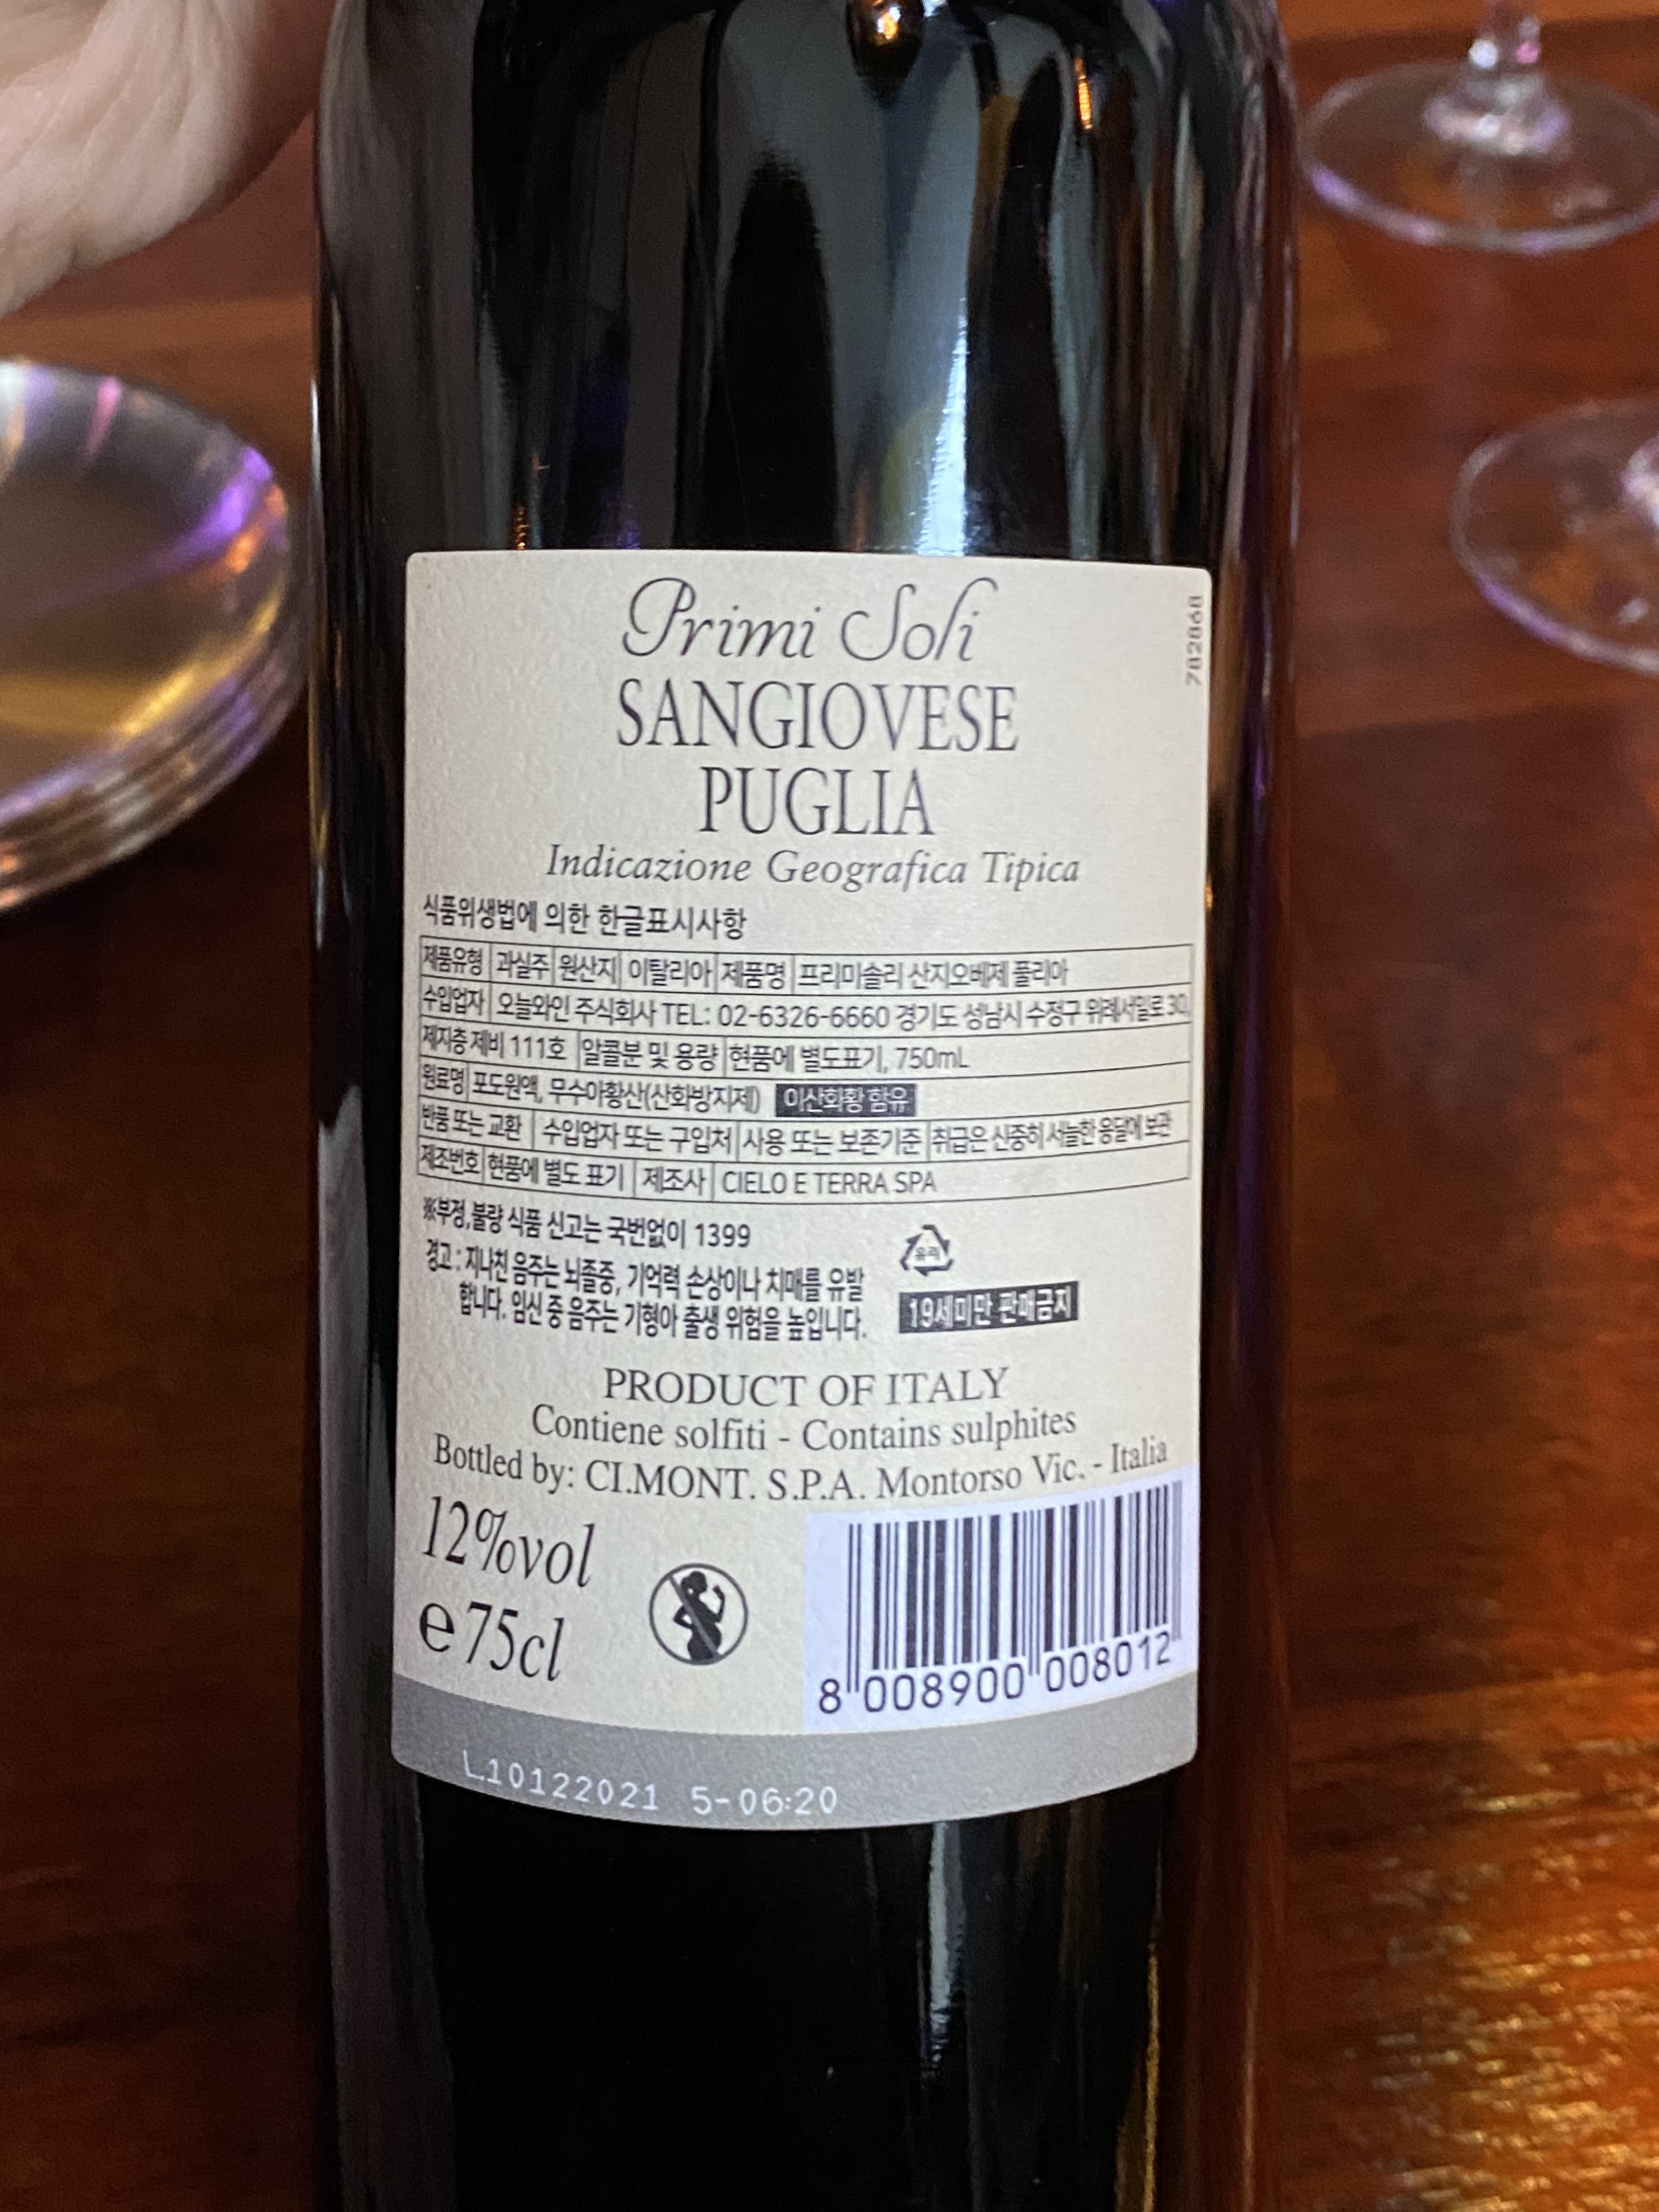 Primi Soli
782868
SANGIOVESE
PUGLIA
Indicazione Geografica Tipica
식품위생법에 의한 한글표시사항
제품유형 과실주 원산지 이탈리아 제품명 프리미솔리 산지오베제 풀리아
수입업자 오늘와인 주식회사 TEL: 02-6326-6660 경기도 성남시 수정구 위례서일로 30,
제지층 제비 111호 알콜분 및 용량 현품에 별도표기, 750mL
원료명 포도원액, 무수아황산(산화방지제) 이산화황 함유
반품 또는 교환 수입업자 또는 구입처 사용 또는 보존기준 취급은 신중히 서늘한 응달에 보관
제조번호 현품에 별도 표기 제조사 CIELO E TERRA SPA
※부정,불량 식품 신고는 국번없이 1399
유리
경고 : 지나친 음주는 뇌졸중, 기억력 손상이나 치매를 유발
합니다. 임신 중 음주는 기형아 출생 위험을 높입니다.
19세미만 판매금지
PRODUCT OF ITALY
Contiene solfiti - Contains sulphites
Bottled by: CI.MONT. S.P.A. Montorso Vic. - Italia
12%vol
e 75cl
8 008900 008012
L10122021 5-06:20